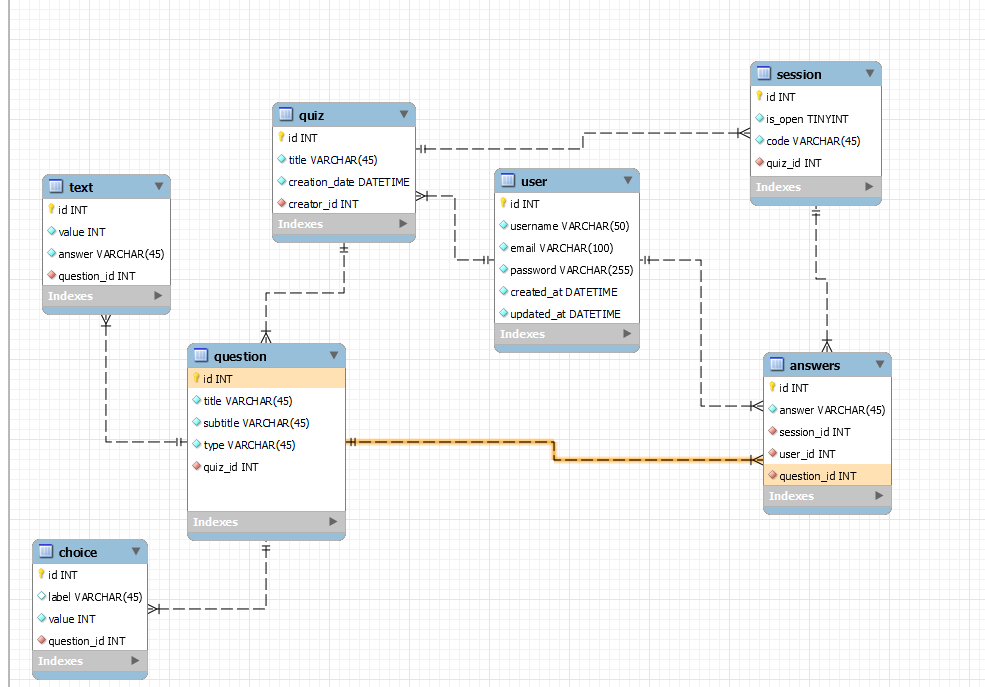 session
id INT
is_open TINYINT
code VARCHAR(45)
quiz_id INT
Indexes
quiz
id INT
title VARCHAR(45)
creation_date DATETIME
creator_id INT
Indexes
user
id INT
username VARCHAR(50)
email VARCHAR(100)
password VARCHAR(255)
created_at DATETIME
updated_at DATETIME
Indexes
text
id INT
value INT
answer VARCHAR(45)
question_id INT
Indexes
question
id INT
title VARCHAR(45)
subtitle VARCHAR(45)
type VARCHAR(45)
quiz_id INT
Indexes
answers
id INT
answer VARCHAR(45)
session_id INT
user_id INT
question_id INT
Indexes
choice
id INT
label VARCHAR(45)
value INT
question_id INT
Indexes